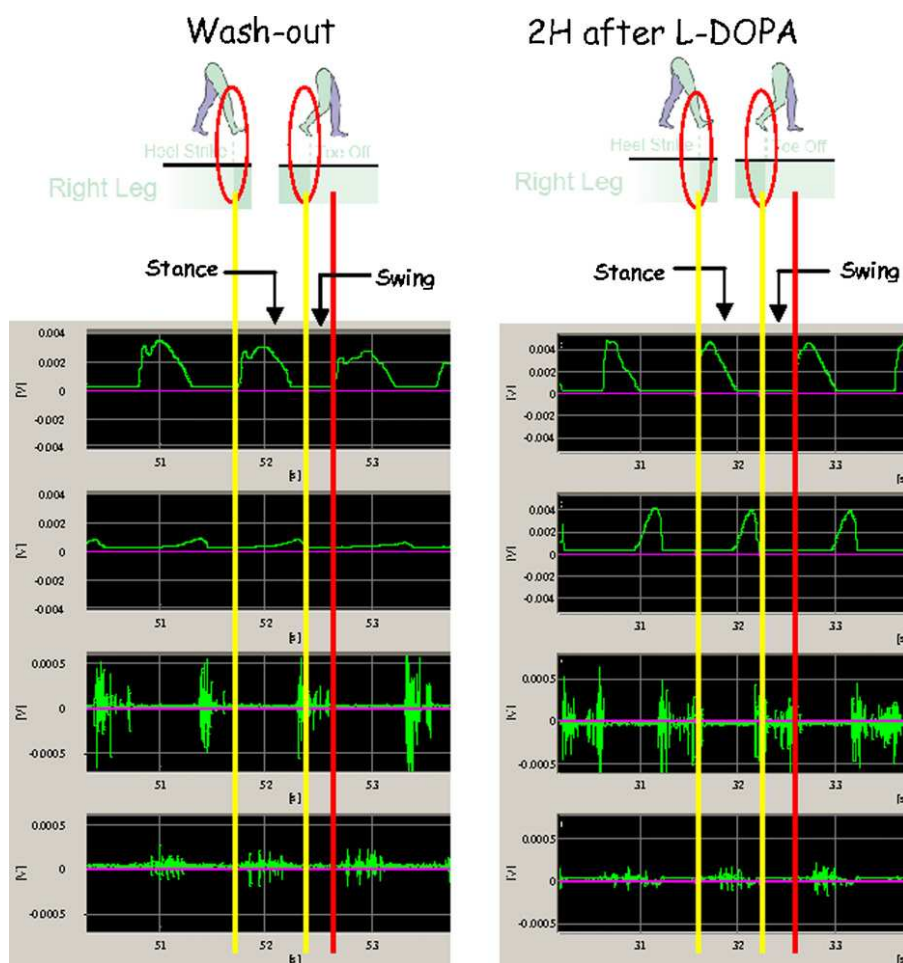 Wash-out
Heel Strike
Toe Off
Right Leg
Stance
Swing
0.004
0.002
0
-0.002
-0.004
[V]
51
52
53
[s]
0.004
0.002
0
-0.002
-0.004
[V]
51
52
53
[s]
0.0005
0
-0.0005
[V]
51
52
53
[s]
0.0005
0
-0.0005
[V]
51
52
53
[s]
2H after L-DOPA
Heel Strike
Toe Off
Right Leg
Stance
Swing
0.004
0.002
0
-0.002
-0.004
[V]
31
32
33
[s
0.004
0.002
0
-0.002
-0.004
[V]
31
32
33
[s
0.0005
0
-0.0005
[V]
31
32
33
[s
0.0005
0
-0.0005
[V]
31
32
33
[s